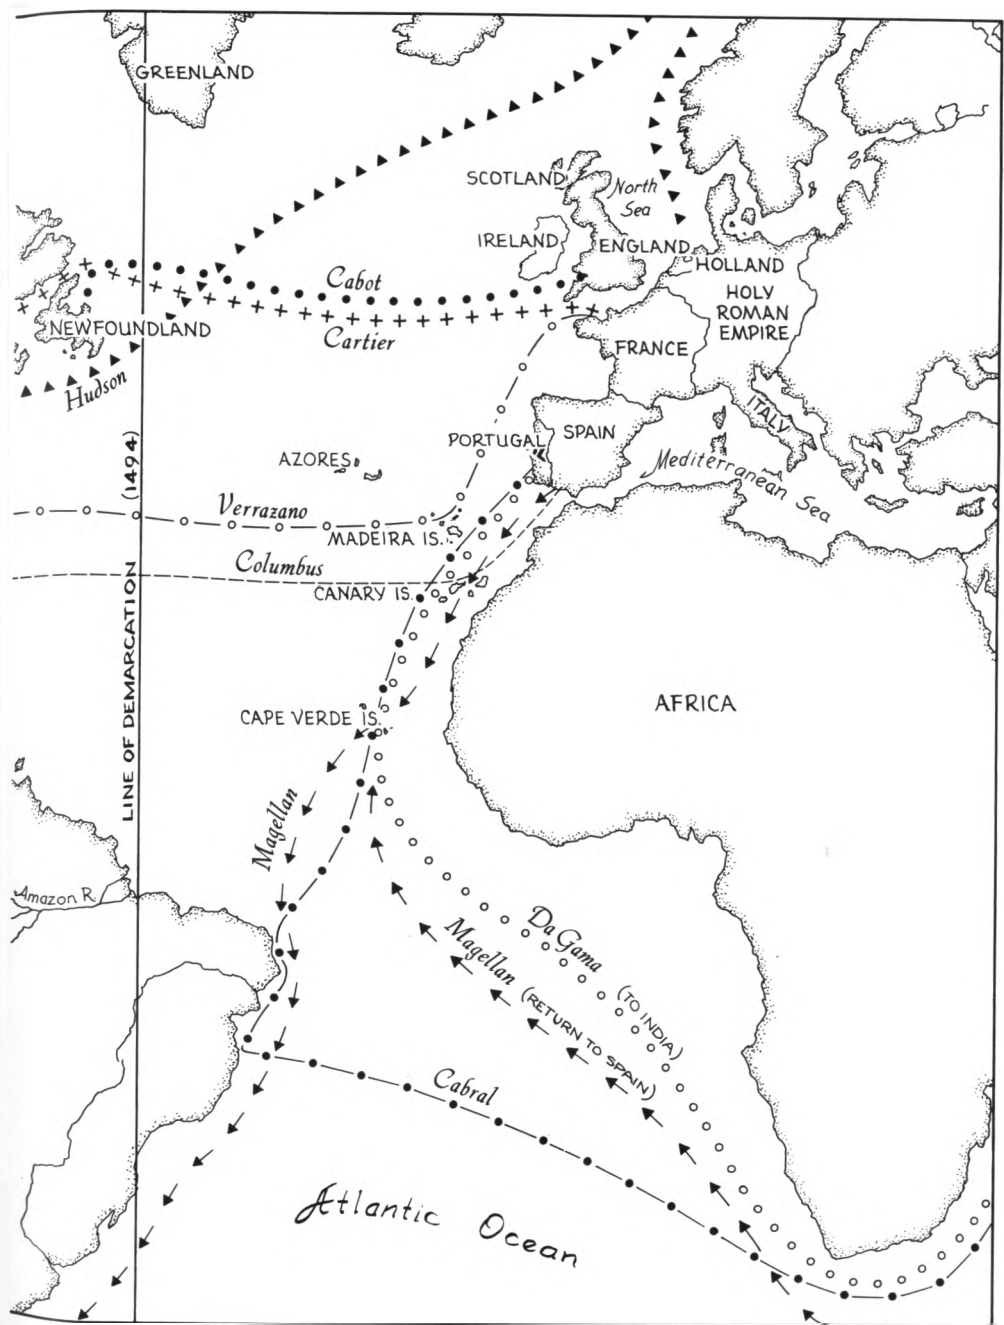 GREENLAND
SCOTLAND
North
Sea
IRELAND
ENGLAND
HOLLAND
Cabot
HOLY
ROMAN
EMPIRE
NEWFOUNDLAND
Cartier
FRANCE
Hudson
ITALY
PORTUGAL
SPAIN
AZORES
Mediterranean Sea
LINE OF DEMARCATION (1494)
Verrazano
MADEIRA IS.
Columbus
CANARY IS.
AFRICA
CAPE VERDE IS.
Magellan
Amazon R.
Da Gama (TO INDIA)
Magellan (RETURN TO SPAIN)
Cabral
Atlantic Ocean